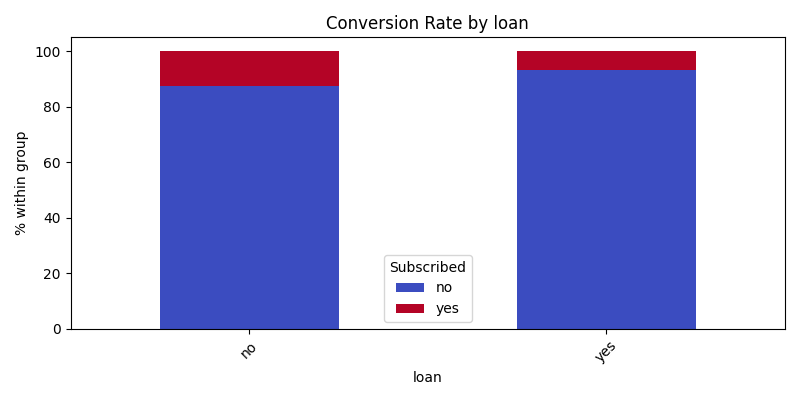 Conversion Rate by loan
% within group
100
80
60
40
20
0
Subscribed
no
yes
no
yes
loan